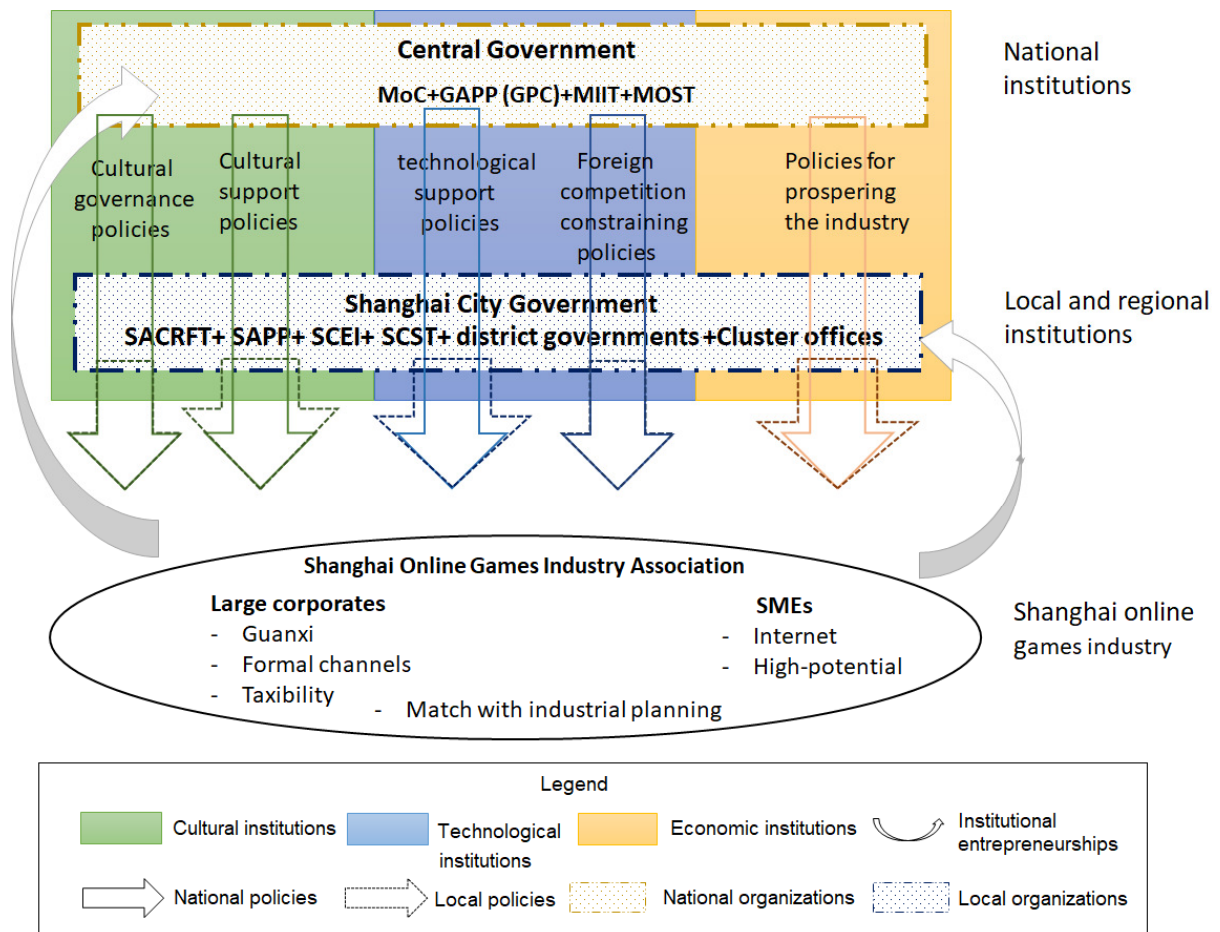 Central Government
MoC+GAPP (GPC)+MIIT+MOST
National
institutions
Cultural
governance
policies
Cultural
support
policies
technological
support
policies
Foreign
competition
constraining
policies
Policies for
prospering
the industry
Shanghai City Government
SACRFT+ SAPP+ SCEI+ SCST+ district governments +Cluster offices
Local and regional
institutions
Shanghai Online Games Industry Association
Large corporates
- Guanxi
- Formal channels
- Taxibility
SMEs
- Internet
- High-potential
- Match with industrial planning
Shanghai online
games industry
Legend
Cultural institutions
Technological
institutions
Economic institutions
Institutional
entrepreneurships
National policies
Local policies
National organizations
Local organizations